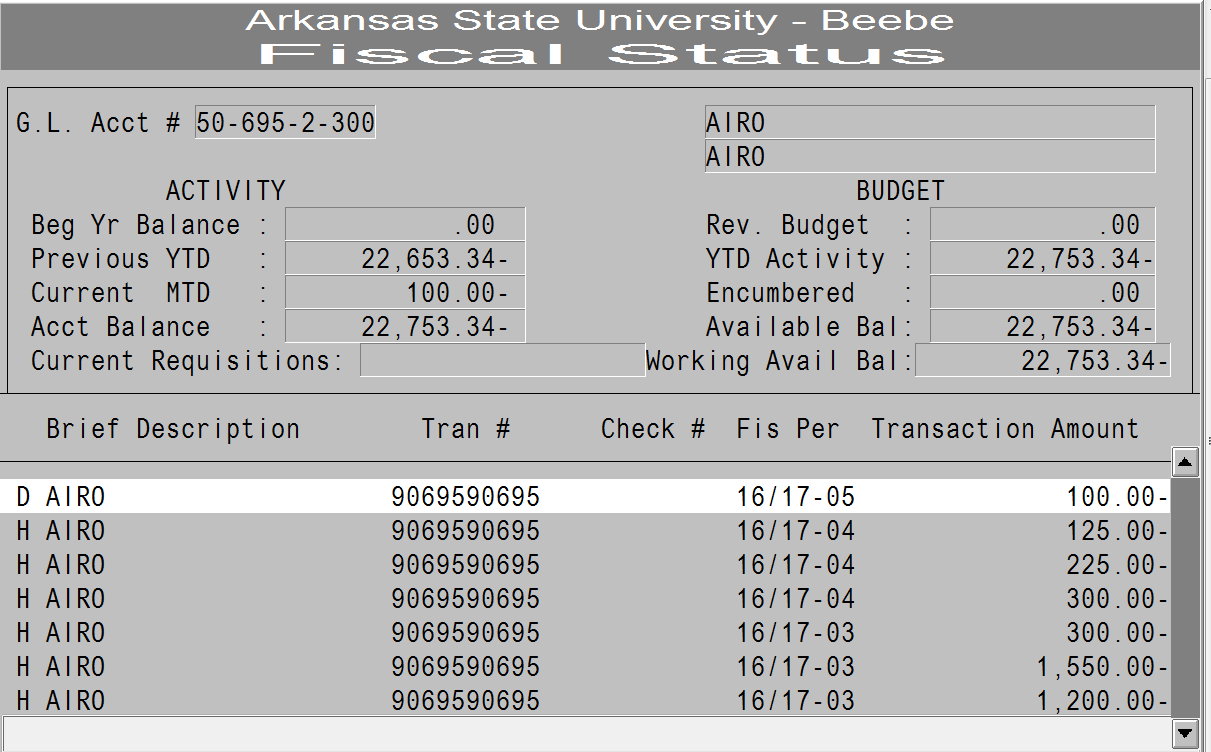 Arkansas State University - Beebe
Fiscal Status
G.L. Acct # 50-695-2-300 AIRO
AIRO
ACTIVITY BUDGET
Beg Yr Balance : .00 Rev. Budget : .00
Previous YTD : 22,653.34- YTD Activity : 22,753.34-
Current MTD : 100.00- Encumbered : .00
Acct Balance : 22,753.34- Available Bal: 22,753.34-
Current Requisitions: Working Avail Bal: 22,753.34-
Brief Description Tran # Check # Fis Per Transaction Amount
D AIRO 9069590695 16/17-05 100.00-
H AIRO 9069590695 16/17-04 125.00-
H AIRO 9069590695 16/17-04 225.00-
H AIRO 9069590695 16/17-04 300.00-
H AIRO 9069590695 16/17-03 300.00-
H AIRO 9069590695 16/17-03 1,550.00-
H AIRO 9069590695 16/17-03 1,200.00-